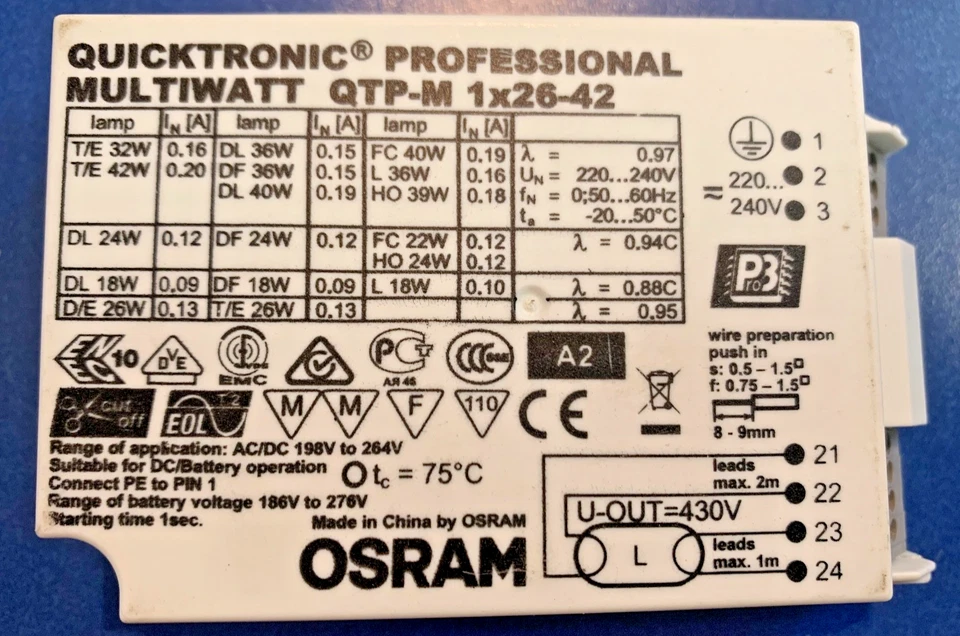 QUICKTRONIC® PROFESSIONAL
MULTIWATT QTP-M 1x26-42
lamp IN [A] lamp IN [A] lamp IN [A]
T/E 32W 0.16 DL 36W 0.15 FC 40W 0.19 λ = 0.97
T/E 42W 0.20 DF 36W 0.15 L 36W 0.16 UN = 220...240V
DL 40W 0.19 HO 39W 0.18 fN = 0;50...60Hz
ta = -20...50°C
DL 24W 0.12 DF 24W 0.12 FC 22W 0.12 λ = 0.94C
HO 24W 0.12
DL 18W 0.09 DF 18W 0.09 L 18W 0.10 λ = 0.88C
D/E 26W 0.13 T/E 26W 0.13 λ = 0.95
1
≂ 220... 2
240V 3
Pro3
wire preparation
push in
s: 0.5 – 1.5□
f: 0.75 – 1.5□
8 - 9mm
ENEC 10 DVE EMC PCT CCC S&E A2
АЯ 46
cut off EOL T2 M M F 110 CE
Range of application: AC/DC 198V to 264V
Suitable for DC/Battery operation
Connect PE to PIN 1
Range of battery voltage 186V to 276V
Starting time 1sec.
tc = 75°C
Made in China by OSRAM
OSRAM
21
leads
max. 2m
22
U-OUT=430V
23
L
leads
max. 1m
24